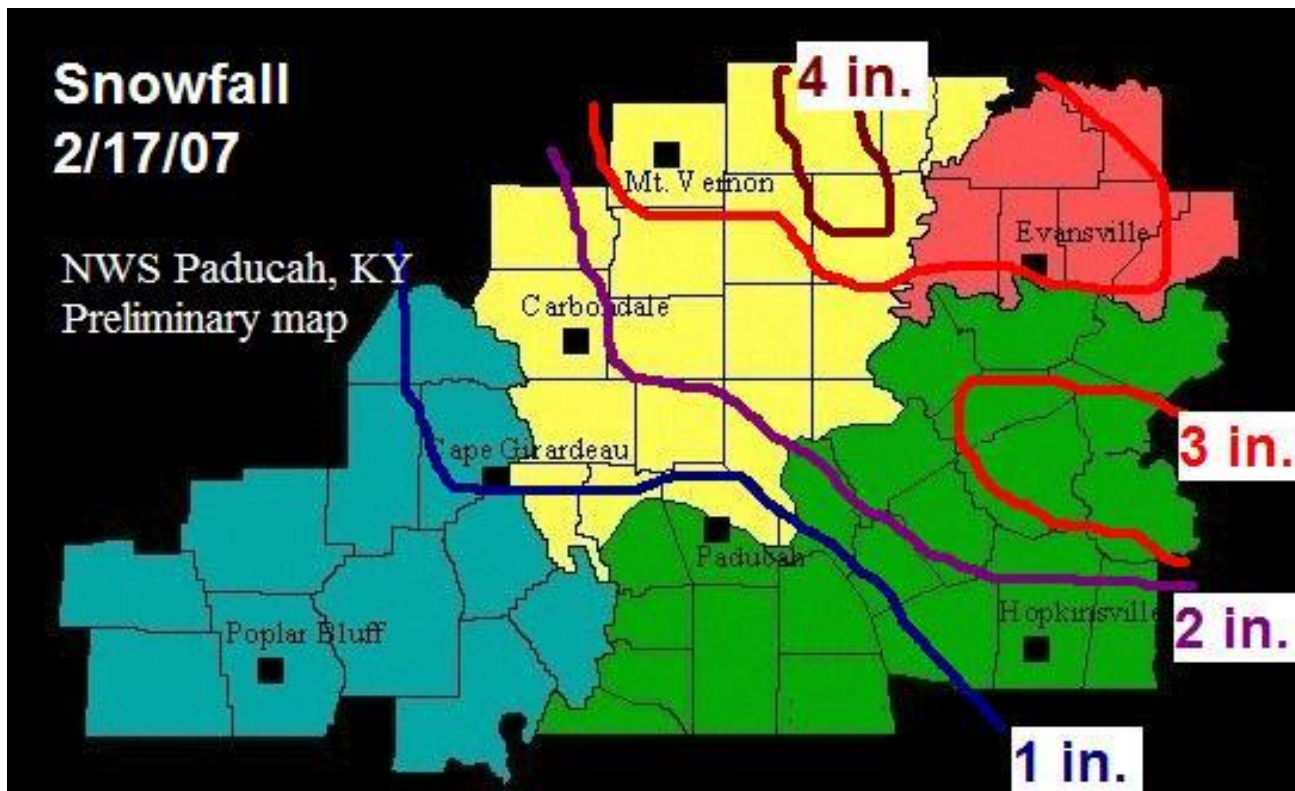 Snowfall
2/17/07
4 in.
Mt. Vernon
Evansville
NWS Paducah, KY
Preliminary map
Carbondale
3 in.
Cape Girardeau
Paducah
Hopkinsville
2 in.
Poplar Bluff
1 in.